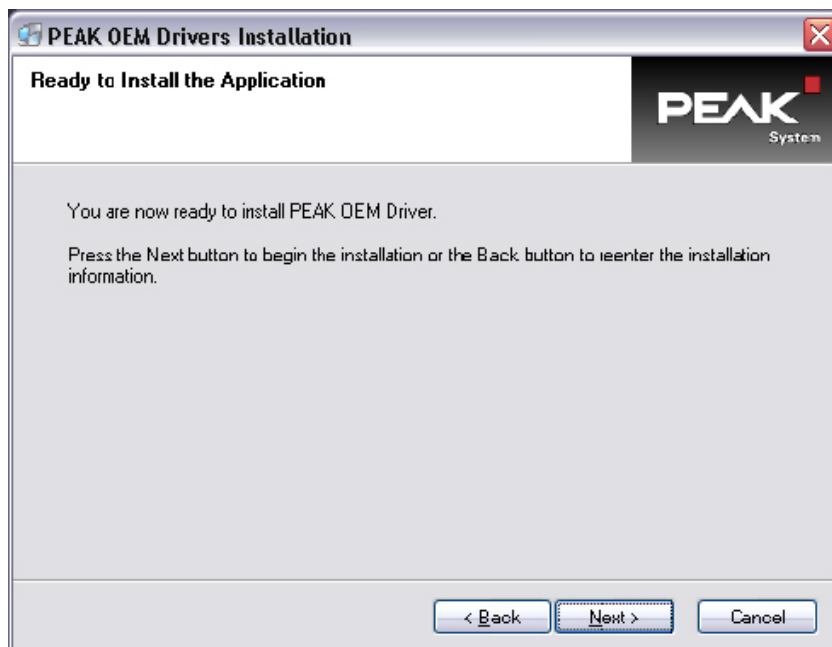 PEAK OEM Drivers Installation
Ready to Install the Application
PEAK
System
You are now ready to install PEAK OEM Driver.
Press the Next button to begin the installation or the Back button to reenter the installation
information.
< Back
Next >
Cancel